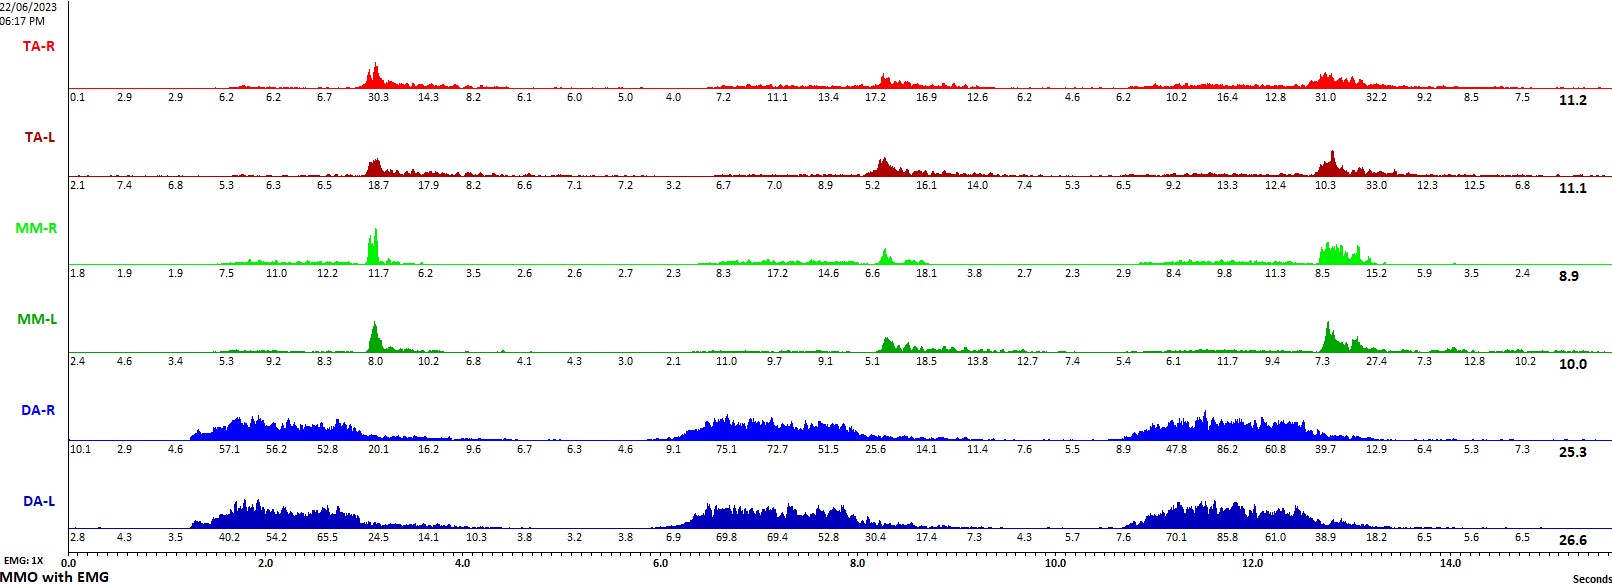 22/06/2023
06:17 PM
TA-R
0.1 2.9 2.9 6.2 6.2 6.7 30.3 14.3 8.2 6.1 6.0 5.0 4.0 7.2 11.1 13.4 17.2 16.9 12.6 6.2 4.6 6.2 10.2 16.4 12.8 31.0 32.2 9.2 8.5 7.5 11.2
TA-L
2.1 7.4 6.8 5.3 6.3 6.5 18.7 17.9 8.2 6.6 7.1 7.2 3.2 6.7 7.0 8.9 5.2 16.1 14.0 7.4 5.3 6.5 9.2 13.3 12.4 10.3 33.0 12.3 12.5 6.8 11.1
MM-R
1.8 1.9 1.9 7.5 11.0 12.2 11.7 6.2 3.5 2.6 2.6 2.7 2.3 8.3 17.2 14.6 6.6 18.1 3.8 2.7 2.3 2.9 8.4 9.8 11.3 8.5 15.2 5.9 3.5 2.4 8.9
MM-L
2.4 4.6 3.4 5.3 9.2 8.3 8.0 10.2 6.8 4.1 4.3 3.0 2.1 11.0 9.7 9.1 5.1 18.5 13.8 12.7 7.4 5.4 6.1 11.7 9.4 7.3 27.4 7.3 12.8 10.2 10.0
DA-R
10.1 2.9 4.6 57.1 56.2 52.8 20.1 16.2 9.6 6.7 6.3 4.6 9.1 75.1 72.7 51.5 25.6 14.1 11.4 7.6 5.5 8.9 47.8 86.2 60.8 39.7 12.9 6.4 5.3 7.3 25.3
DA-L
2.8 4.3 3.5 40.2 54.2 65.5 24.5 14.1 10.3 3.8 3.2 3.8 6.9 69.8 69.4 52.8 30.4 17.4 7.3 4.3 5.7 7.6 70.1 85.8 61.0 38.9 18.2 6.5 5.6 6.5 26.6
EMG: 1X 0.0 2.0 4.0 6.0 8.0 10.0 12.0 14.0
MMO with EMG Seconds